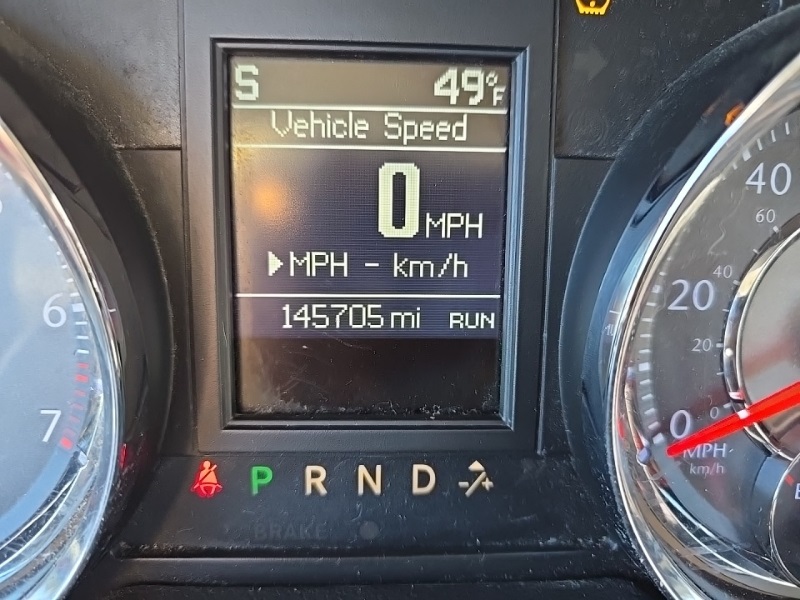 S 49°F
Vehicle Speed
0 MPH
MPH - km/h
145705 mi RUN
P R N D
BRAKE
6
7
40
60
40
20
20
0
0
MPH
km/h